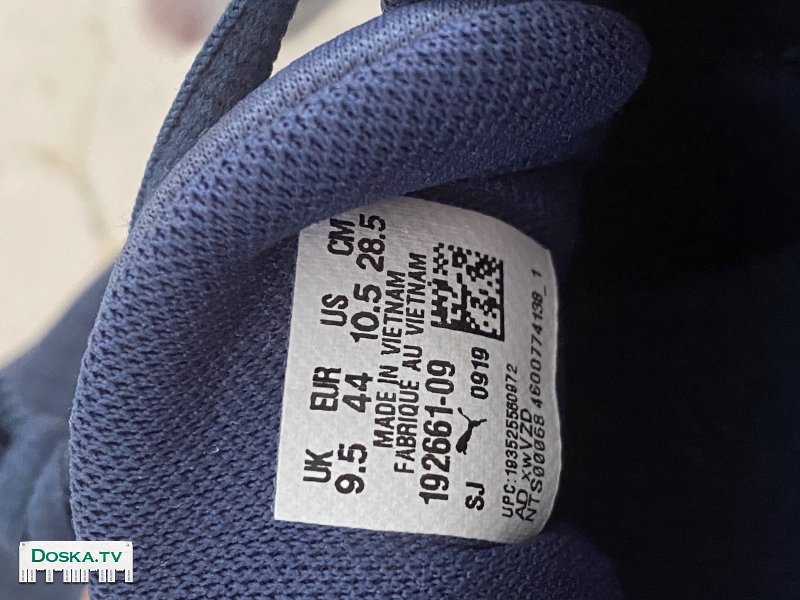 UK EUR US CM
9.5 44 10.5 28.5
MADE IN VIETNAM
FABRIQUE AU VIETNAM
192661-09
SJ 0919
UPC:193525560972
AD xwVZD
NTS00068 4600774138_1
DOSKA.TV